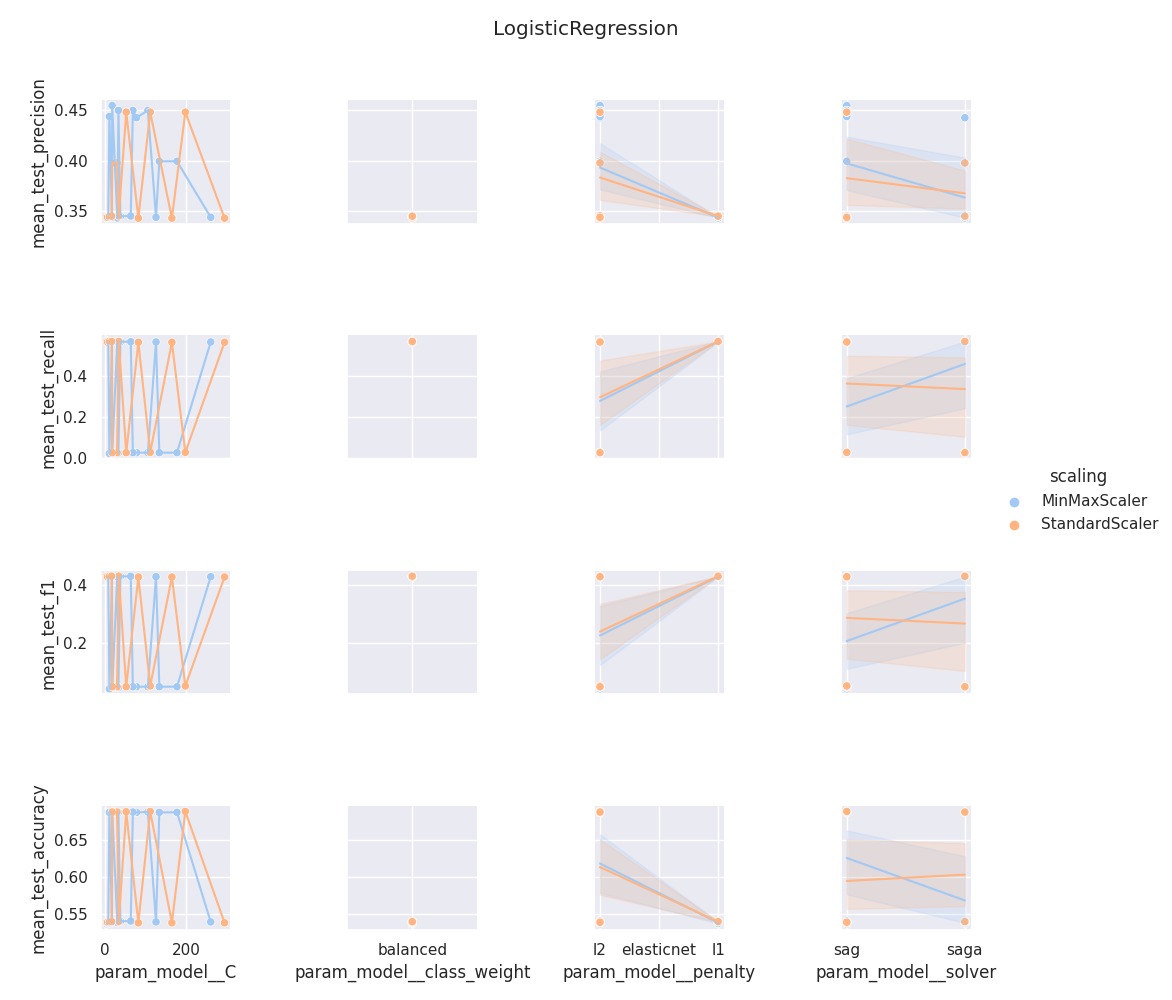 LogisticRegression
mean_test_precision
0.45
0.40
0.35
mean_test_recall
0.4
0.2
0.0
scaling
MinMaxScaler
StandardScaler
mean_test_f1
0.4
0.2
mean_test_accuracy
0.65
0.60
0.55
0 200
balanced
l2 elasticnet l1
sag saga
param_model__C
param_model__class_weight
param_model__penalty
param_model__solver